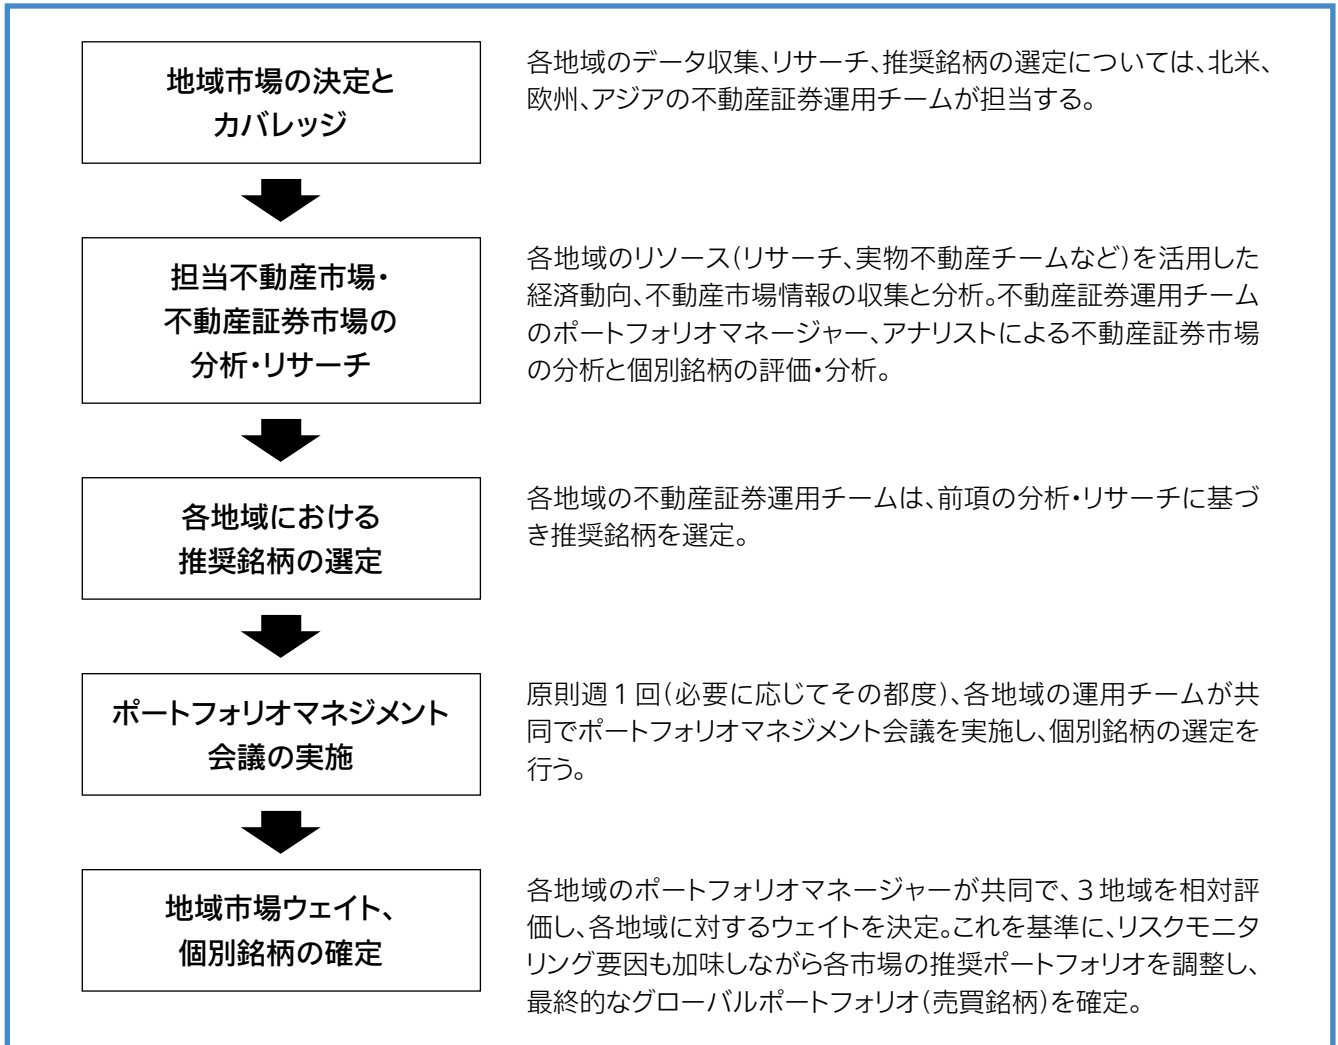 地域市場の決定と
カバレッジ
各地域のデータ収集、リサーチ、推奨銘柄の選定については、北米、
欧州、アジアの不動産証券運用チームが担当する。
担当不動産市場・
不動産証券市場の
分析・リサーチ
各地域のリソース(リサーチ、実物不動産チームなど)を活用した
経済動向、不動産市場情報の収集と分析。不動産証券運用チーム
のポートフォリオマネージャー、アナリストによる不動産証券市場
の分析と個別銘柄の評価・分析。
各地域における
推奨銘柄の選定
各地域の不動産証券運用チームは、前項の分析・リサーチに基づ
き推奨銘柄を選定。
ポートフォリオマネジメント
会議の実施
原則週1回(必要に応じてその都度)、各地域の運用チームが共
同でポートフォリオマネジメント会議を実施し、個別銘柄の選定を
行う。
地域市場ウェイト、
個別銘柄の確定
各地域のポートフォリオマネージャーが共同で、3地域を相対評
価し、各地域に対するウェイトを決定。これを基準に、リスクモニタ
リング要因も加味しながら各市場の推奨ポートフォリオを調整し、
最終的なグローバルポートフォリオ(売買銘柄)を確定。